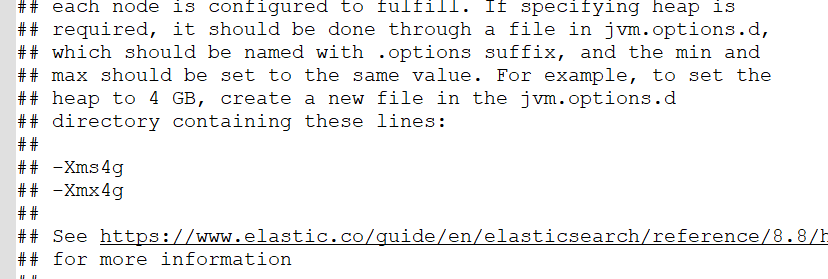 ## each node is configured to fulfill. If specifying heap is
## required, it should be done through a file in jvm.options.d,
## which should be named with .options suffix, and the min and
## max should be set to the same value. For example, to set the
## heap to 4 GB, create a new file in the jvm.options.d
## directory containing these lines:
##
## -Xms4g
## -Xmx4g
##
## See https://www.elastic.co/guide/en/elasticsearch/reference/8.8/h
## for more information
##